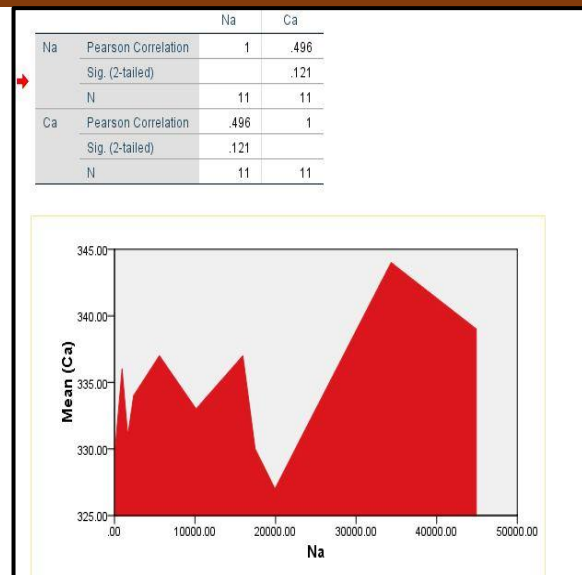 Na Ca
Na Pearson Correlation 1 .496
Sig. (2-tailed) .121
N 11 11
Ca Pearson Correlation .496 1
Sig. (2-tailed) .121
N 11 11
345.00
340.00
335.00
330.00
325.00
Mean (Ca)
.00 10000.00 20000.00 30000.00 40000.00 50000.00
Na